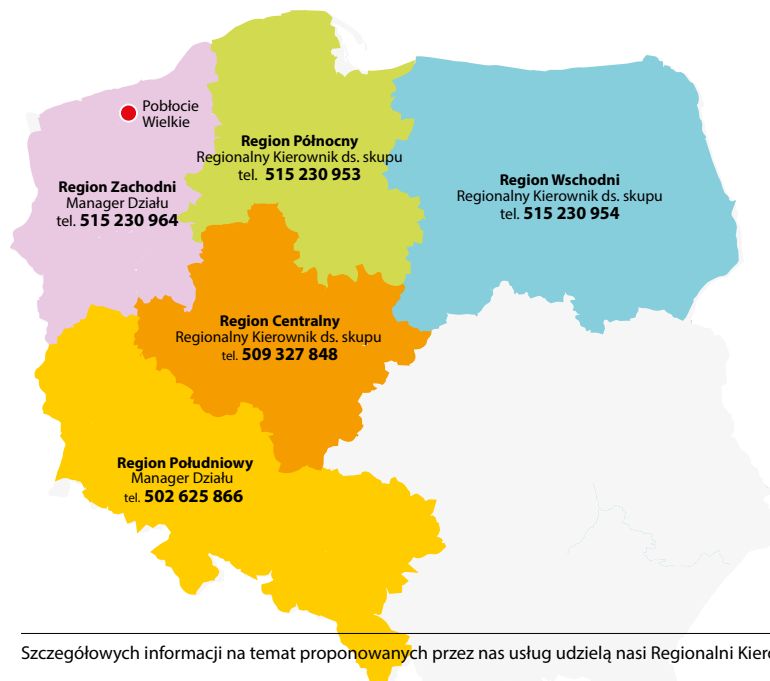 Pobłocie
Wielkie
Region Północny
Regionalny Kierownik ds. skupu
tel. 515 230 953
Region Zachodni
Manager Działu
tel. 515 230 964
Region Wschodni
Regionalny Kierownik ds. skupu
tel. 515 230 954
Region Centralny
Regionalny Kierownik ds. skupu
tel. 509 327 848
Region Południowy
Manager Działu
tel. 502 625 866
Szczegółowych informacji na temat proponowanych przez nas usług udzielą nasi Regionalni